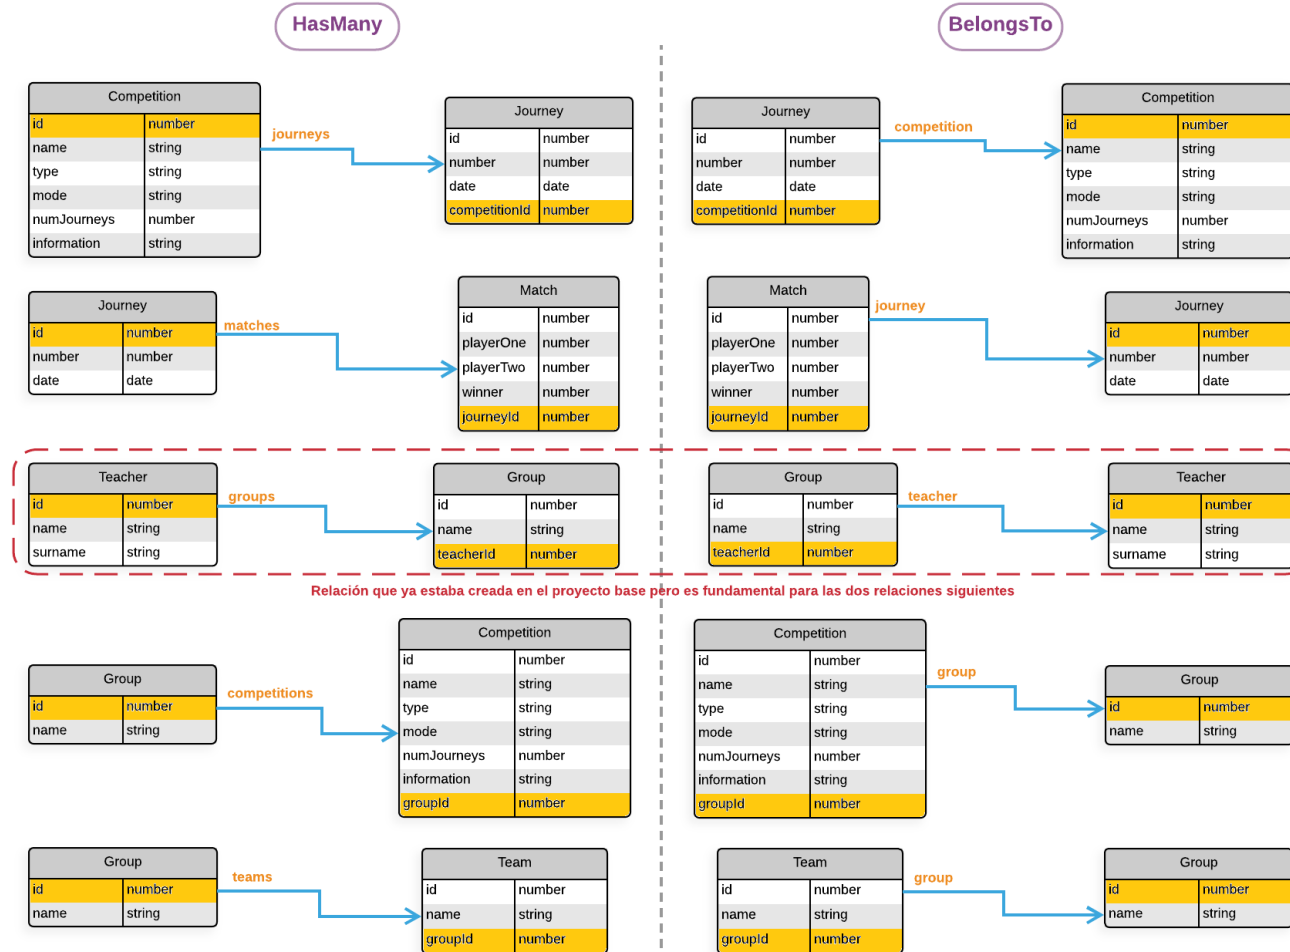 HasMany
BelongsTo
Competition
id number
name string
type string
mode string
numJourneys number
information string
journeys
Journey
id number
number number
date date
competitionId number
Journey
id number
number number
date date
competitionId number
competition
Competition
id number
name string
type string
mode string
numJourneys number
information string
Journey
id number
number number
date date
matches
Match
id number
playerOne number
playerTwo number
winner number
journeyId number
Match
id number
playerOne number
playerTwo number
winner number
journeyId number
journey
Journey
id number
number number
date date
Teacher
id number
name string
surname string
groups
Group
id number
name string
teacherId number
Group
id number
name string
teacherId number
teacher
Teacher
id number
name string
surname string
Relación que ya estaba creada en el proyecto base pero es fundamental para las dos relaciones siguientes
Group
id number
name string
competitions
Competition
id number
name string
type string
mode string
numJourneys number
information string
groupId number
Competition
id number
name string
type string
mode string
numJourneys number
information string
groupId number
group
Group
id number
name string
Group
id number
name string
teams
Team
id number
name string
groupId number
Team
id number
name string
groupId number
group
Group
id number
name string